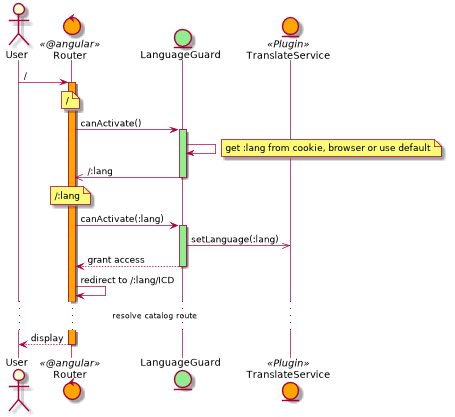 «@angular»
«Plugin»
User
Router
LanguageGuard
TranslateService
/
/
canActivate()
get :lang from cookie, browser or use default
/:lang
/:lang
canActivate(:lang)
setLanguage(:lang)
grant access
redirect to /:lang/ICD
resolve catalog route
display
User
«@angular»
Router
LanguageGuard
«Plugin»
TranslateService